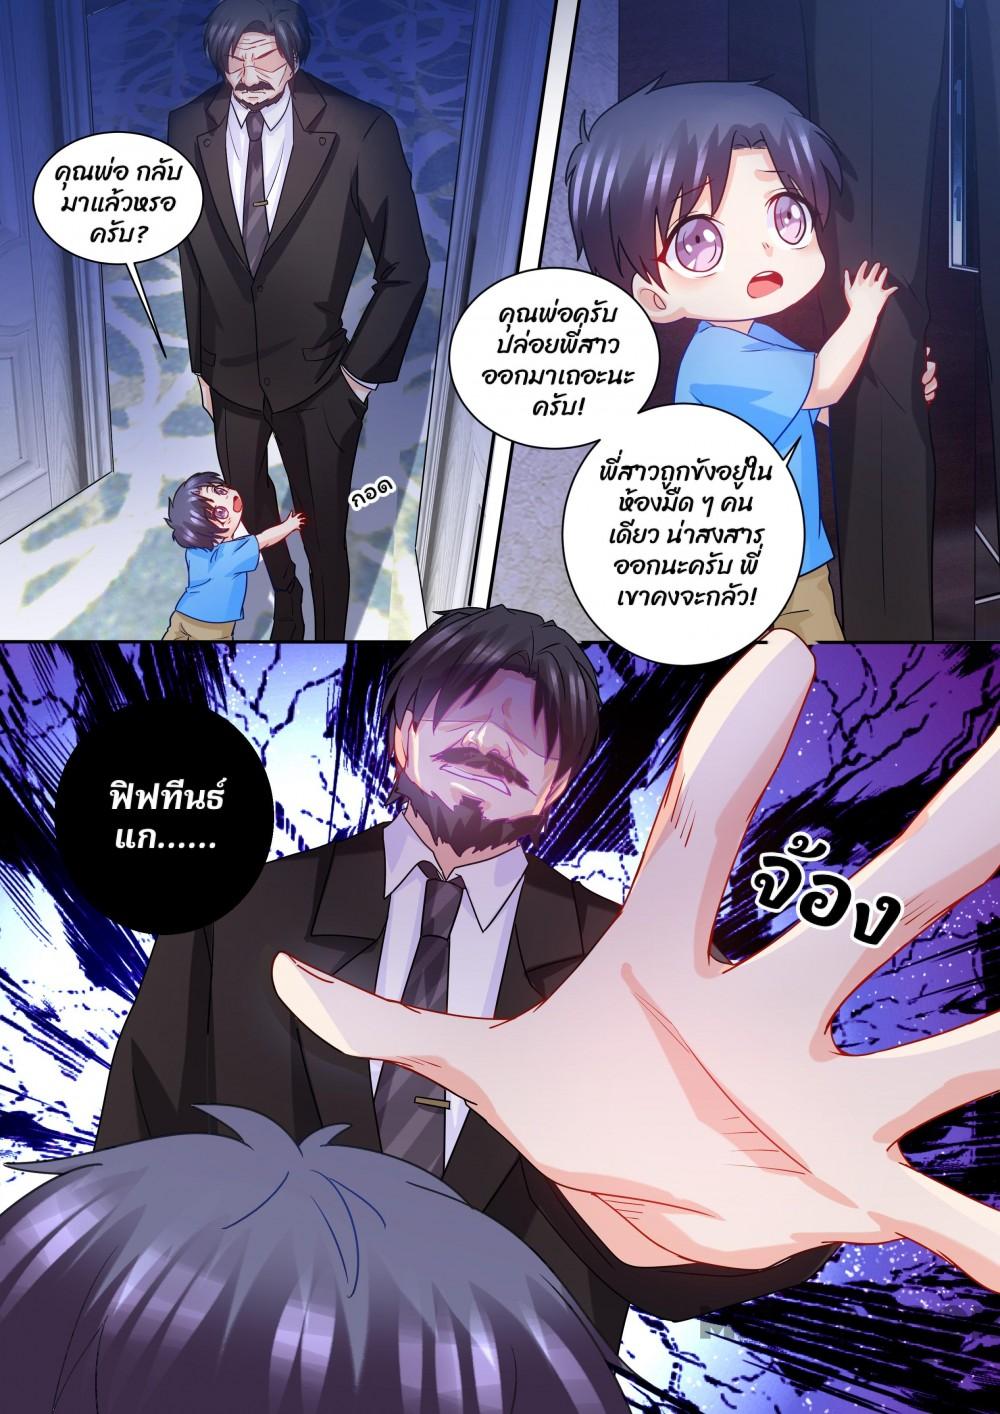 คุณพ่อ กลับ
มาแล้วหรอ
ครับ?
กอด
คุณพ่อครับ
ปล่อยพี่สาว
ออกมาเถอะนะ
ครับ!
พี่สาวถูกขังอยู่ใน
ห้องมืด ๆ คน
เดียว น่าสงสาร
ออกนะครับ พี่
เขาคงจะกลัว!
ฟิฟทีนธ์
แก......
จ้อง